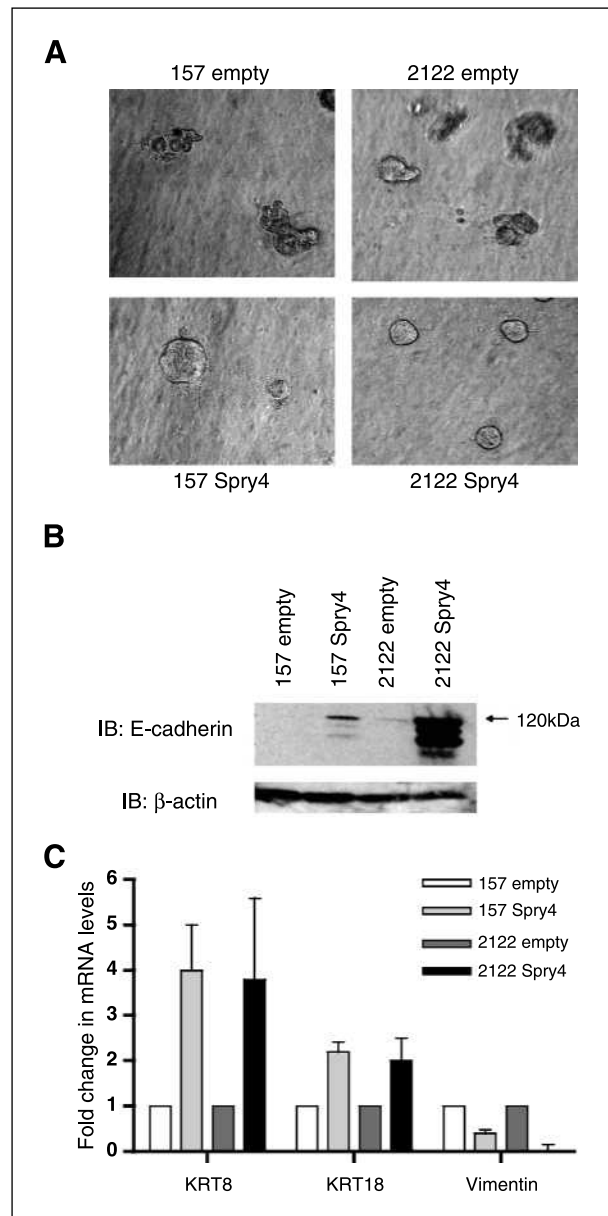 A
157 empty 2122 empty
157 Spry4 2122 Spry4
B
157 empty
157 Spry4
2122 empty
2122 Spry4
IB: E-cadherin
120kDa
IB: β-actin
C
Fold change in mRNA levels
6
5
4
3
2
1
0
157 empty
157 Spry4
2122 empty
2122 Spry4
KRT8 KRT18 Vimentin